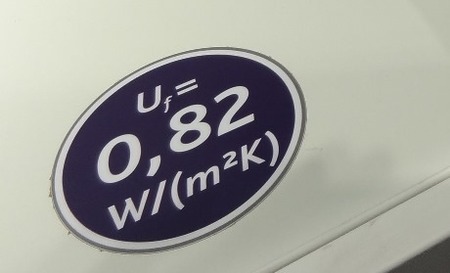 Uf=
0,82
W/(m²K)